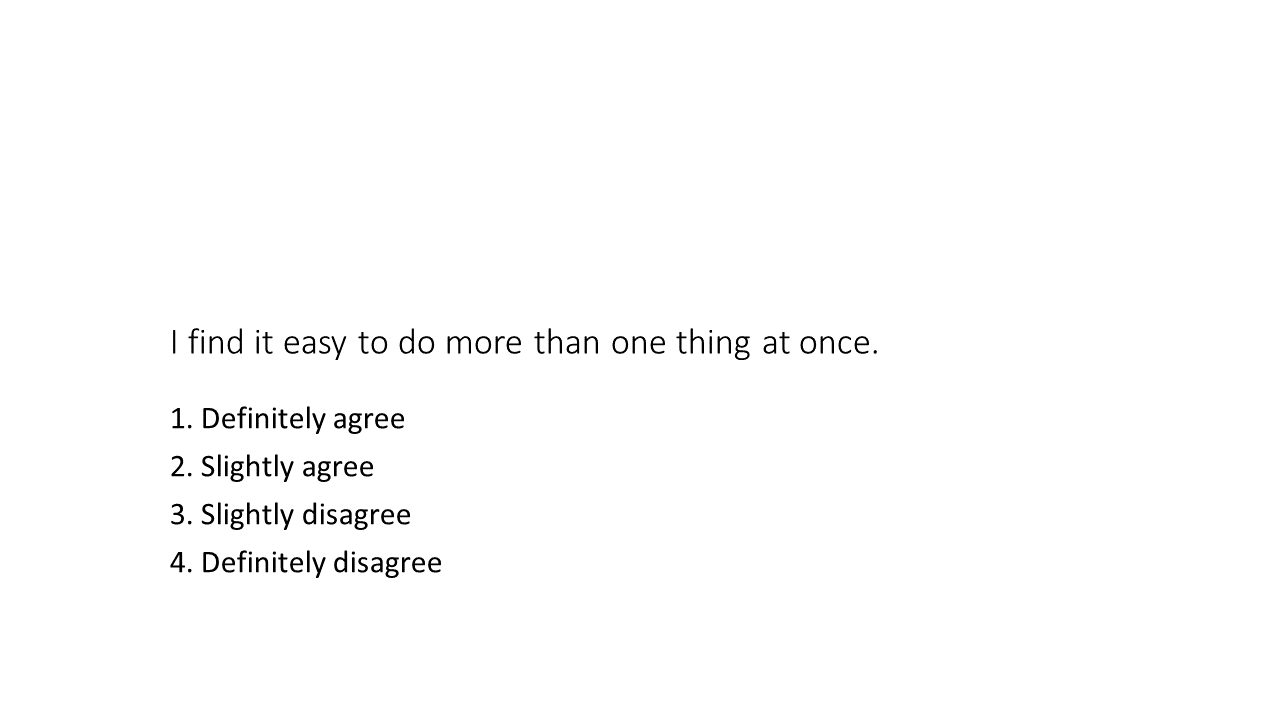 I find it easy to do more than one thing at once.
1. Definitely agree
2. Slightly agree
3. Slightly disagree
4. Definitely disagree